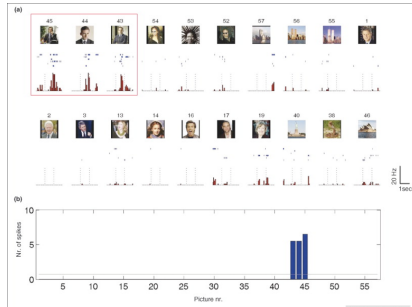 (a)
45 44 43 54 53 52 57 56 55 1
2 3 13 14 16 17 19 40 38 46
20 Hz
1sec
(b)
Nr. of spikes
10
5
0
5 10 15 20 25 30 35 40 45 50 55
Picture nr.